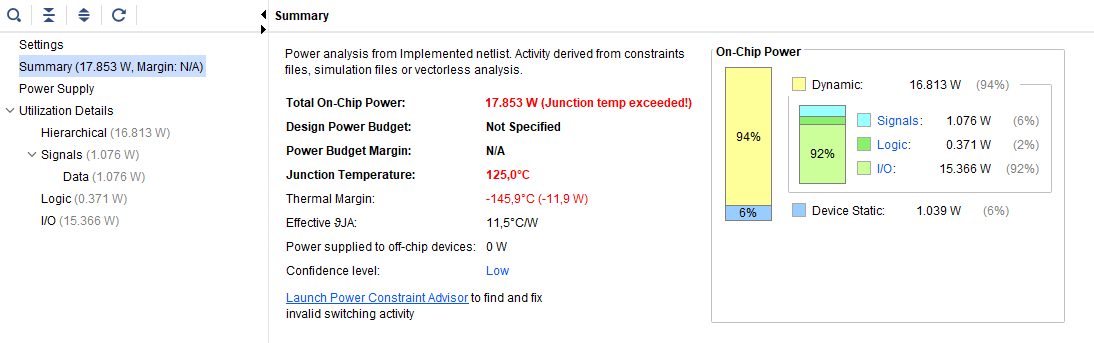 Settings
Summary (17.853 W, Margin: N/A)
Power Supply
Utilization Details
Hierarchical (16.813 W)
Signals (1.076 W)
Data (1.076 W)
Logic (0.371 W)
I/O (15.366 W)
Summary
Power analysis from Implemented netlist. Activity derived from constraints
files, simulation files or vectorless analysis.
Total On-Chip Power: 17.853 W (Junction temp exceeded!)
Design Power Budget: Not Specified
Power Budget Margin: N/A
Junction Temperature: 125,0°C
Thermal Margin: -145,9°C (-11,9 W)
Effective ϑJA: 11,5°C/W
Power supplied to off-chip devices: 0 W
Confidence level: Low
Launch Power Constraint Advisor to find and fix
invalid switching activity
On-Chip Power
94%
6%
Dynamic: 16.813 W (94%)
92%
Signals: 1.076 W (6%)
Logic: 0.371 W (2%)
I/O: 15.366 W (92%)
Device Static: 1.039 W (6%)